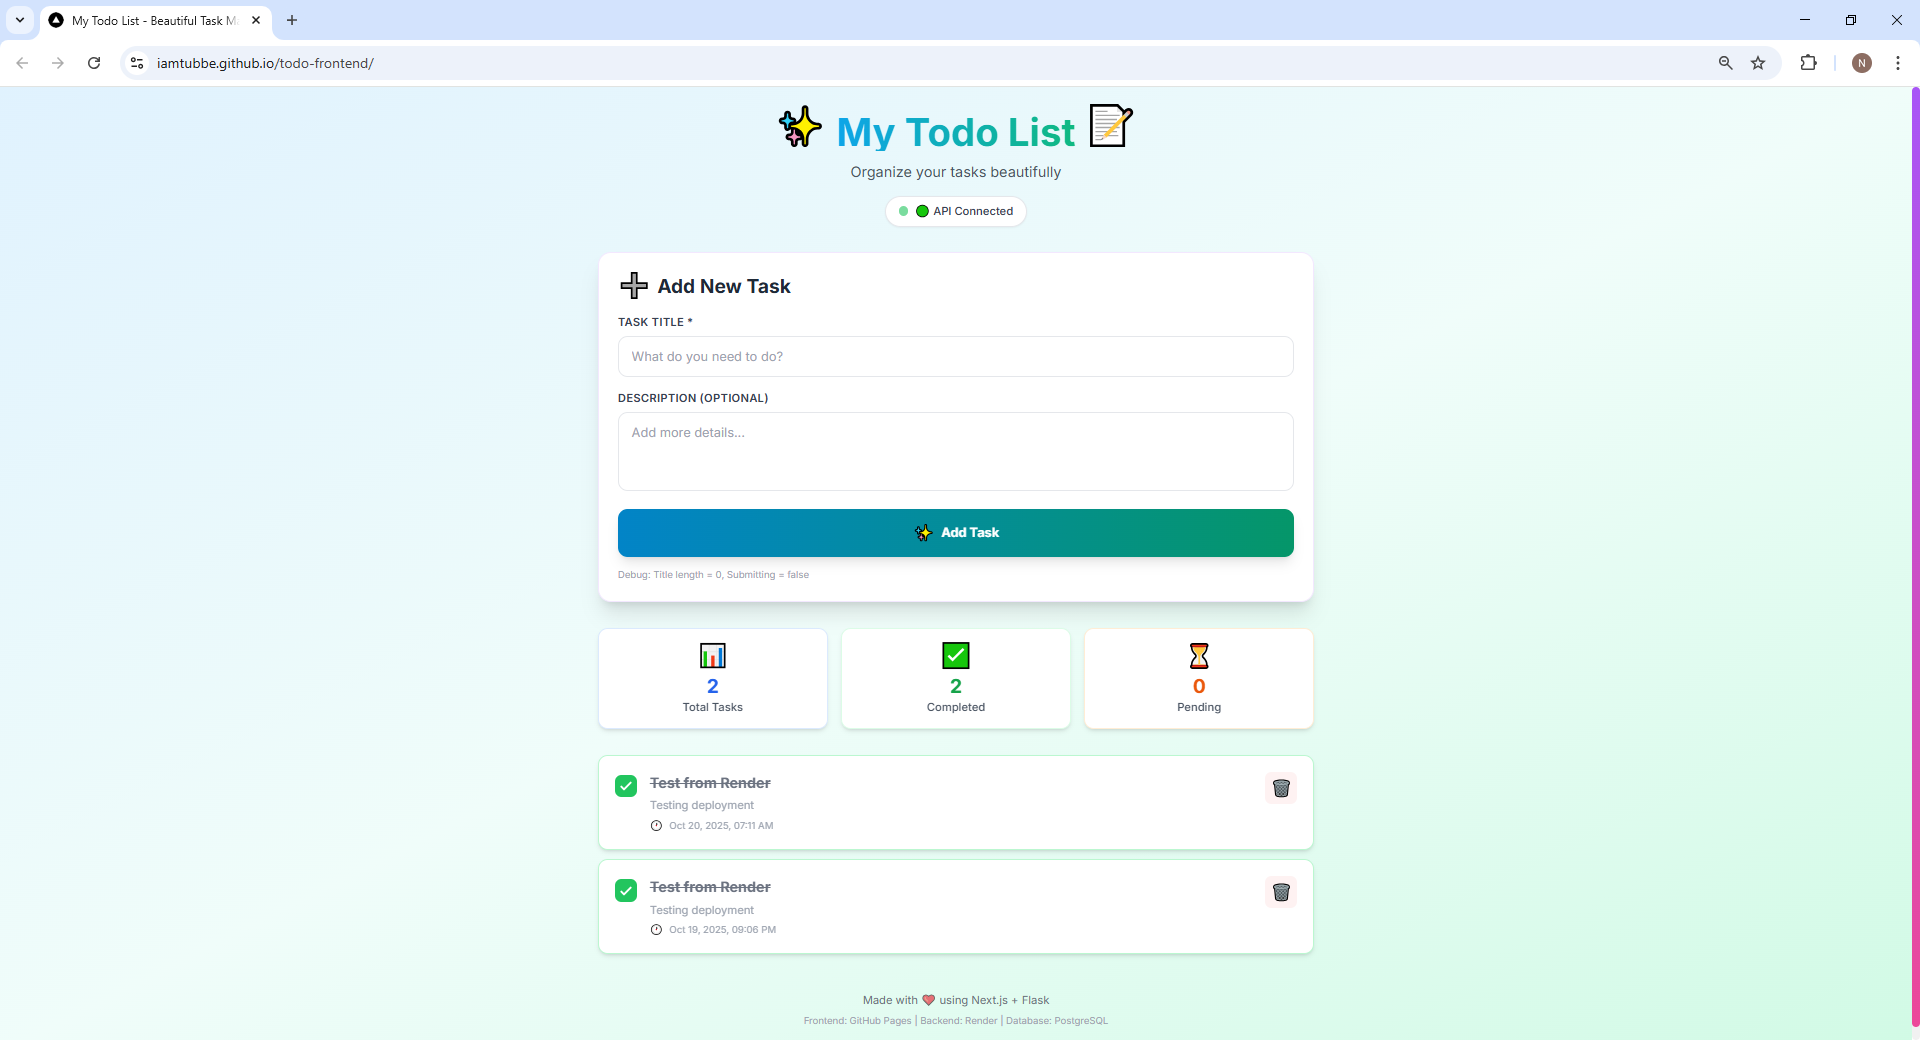 My Todo List - Beautiful Task M
iamtubbe.github.io/todo-frontend/
N
My Todo List
Organize your tasks beautifully
API Connected
Add New Task
TASK TITLE *
What do you need to do?
DESCRIPTION (OPTIONAL)
Add more details...
Add Task
Debug: Title length = 0, Submitting = false
2
Total Tasks
2
Completed
0
Pending
Test from Render
Testing deployment
Oct 20, 2025, 07:11 AM
Test from Render
Testing deployment
Oct 19, 2025, 09:06 PM
Made with ❤️ using Next.js + Flask
Frontend: GitHub Pages | Backend: Render | Database: PostgreSQL